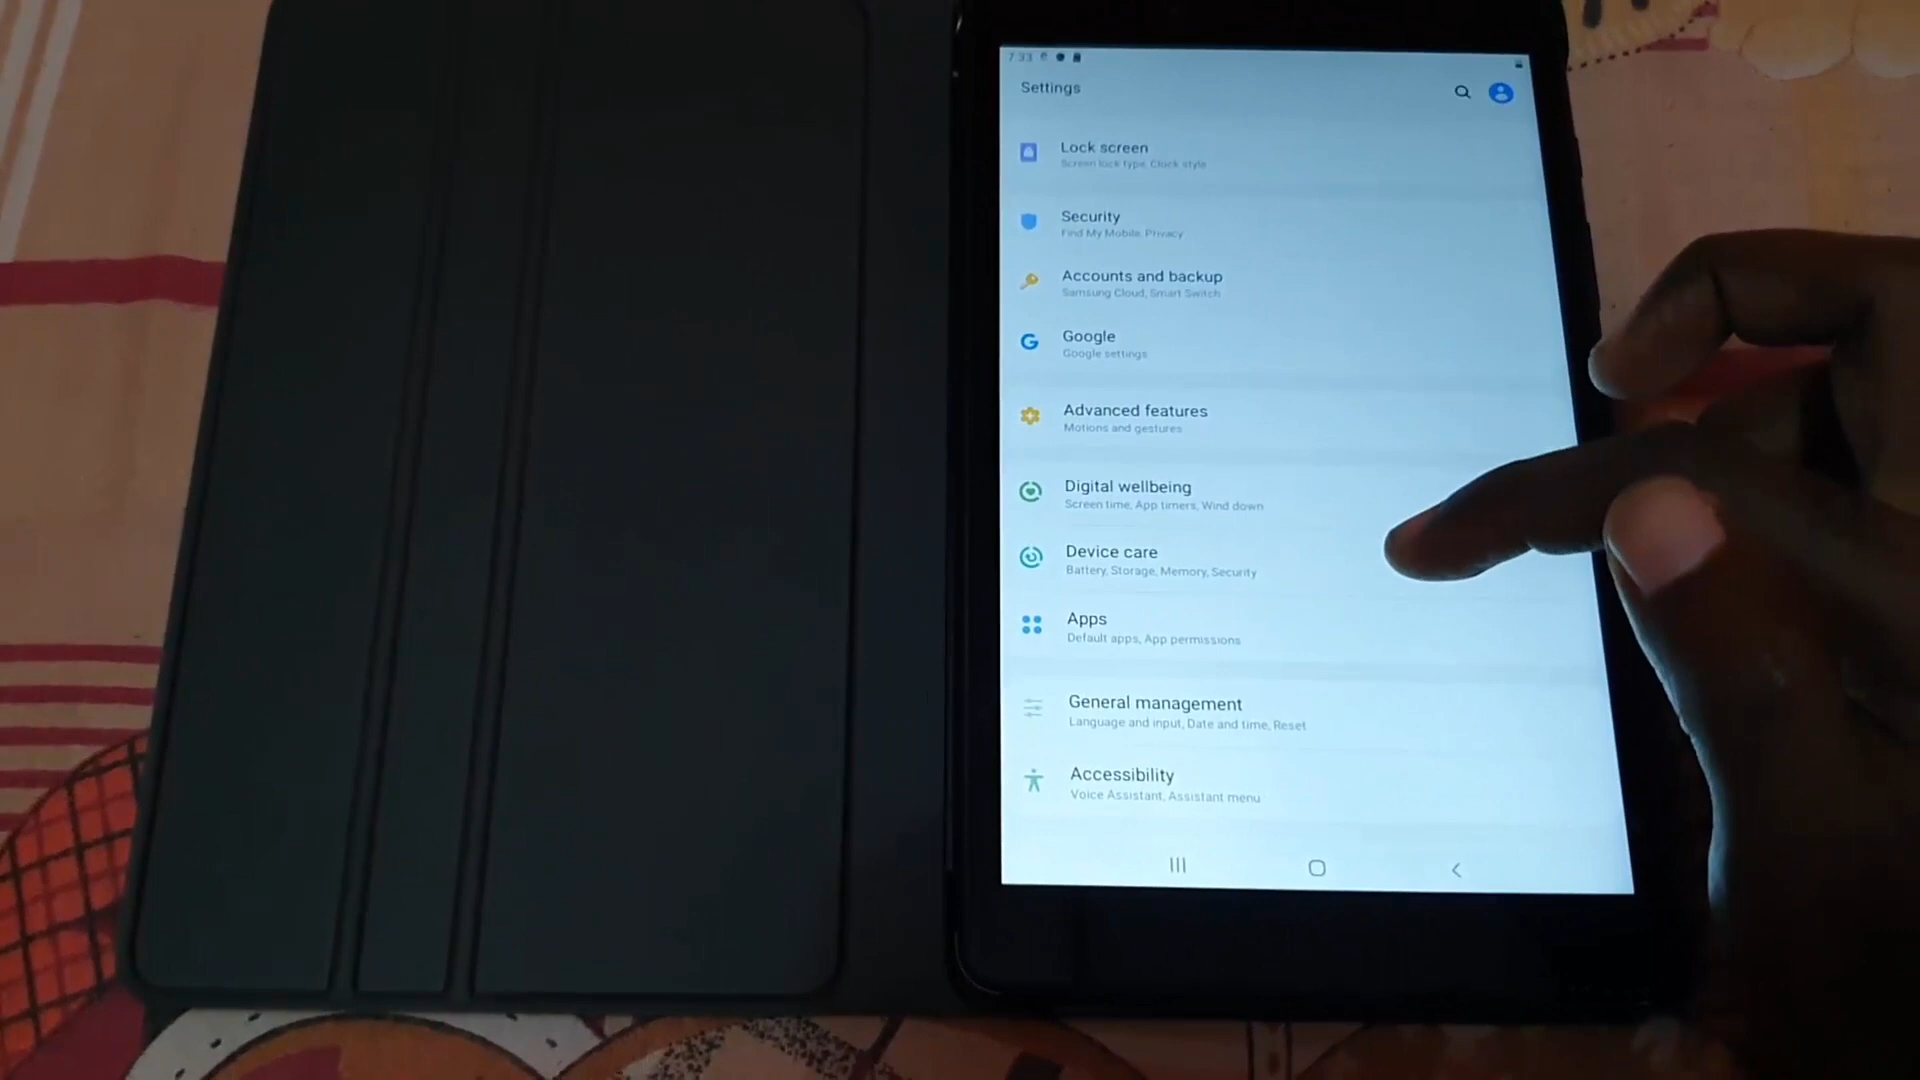 7:33
Settings
Lock screen
Screen lock type, Clock style
Security
Find My Mobile, Privacy
Accounts and backup
Samsung Cloud, Smart Switch
Google
Google settings
Advanced features
Motions and gestures
Digital wellbeing
Screen time, App timers, Wind down
Device care
Battery, Storage, Memory, Security
Apps
Default apps, App permissions
General management
Language and input, Date and time, Reset
Accessibility
Voice Assistant, Assistant menu